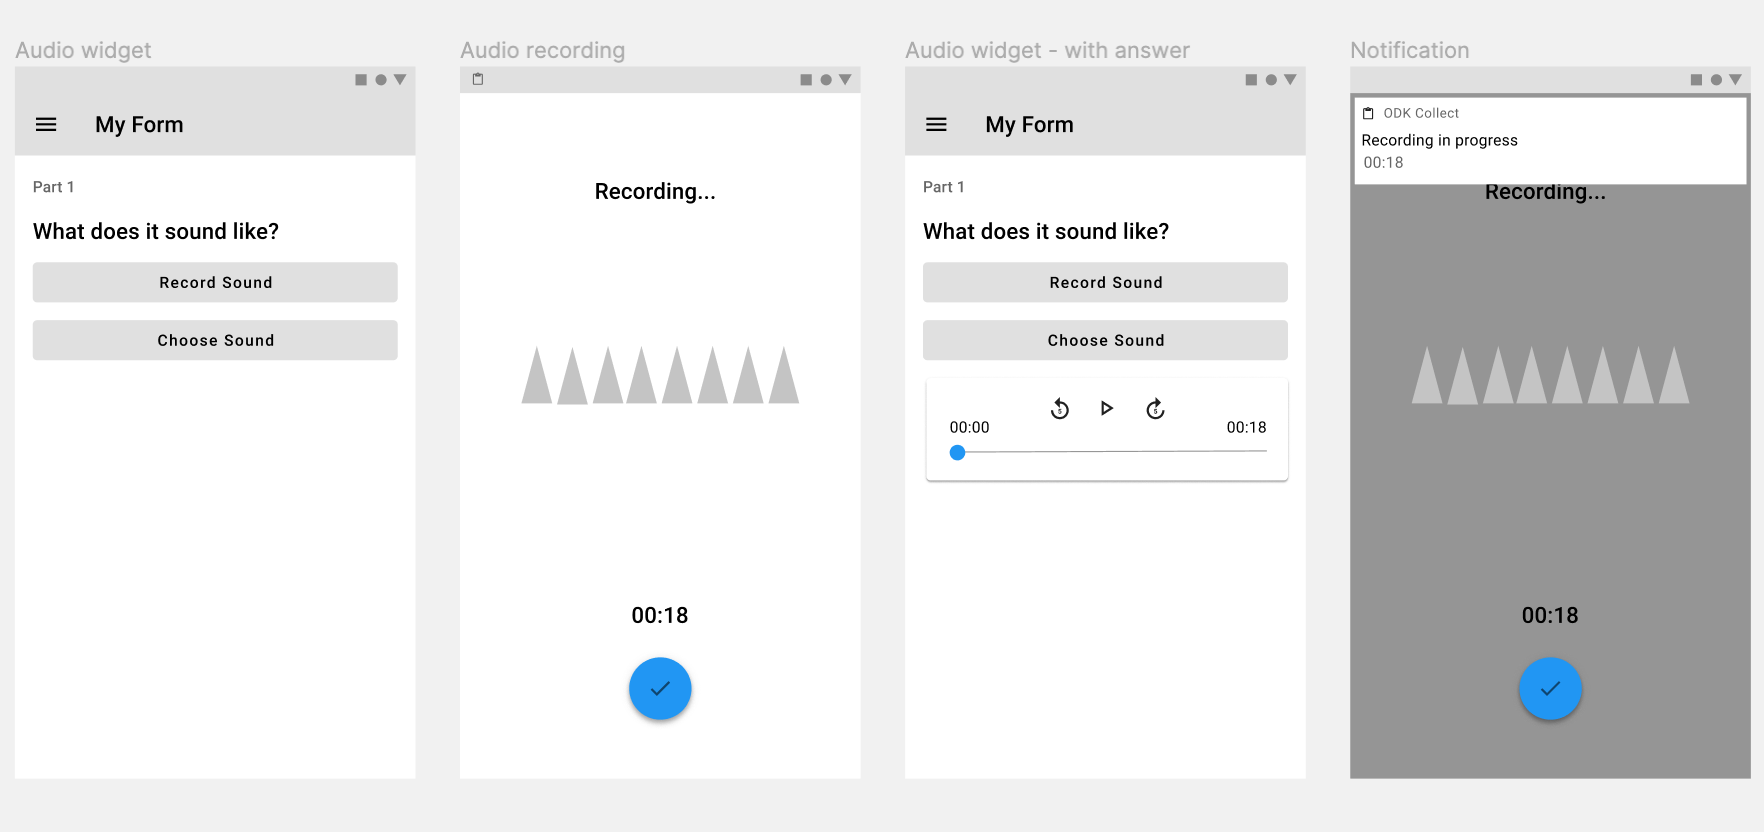 Audio widget
My Form
Part 1
What does it sound like?
Record Sound
Choose Sound
Audio recording
Recording...
00:18
Audio widget - with answer
My Form
Part 1
What does it sound like?
Record Sound
Choose Sound
5
5
00:00
00:18
Notification
ODK Collect
Recording in progress
00:18
Recording...
00:18